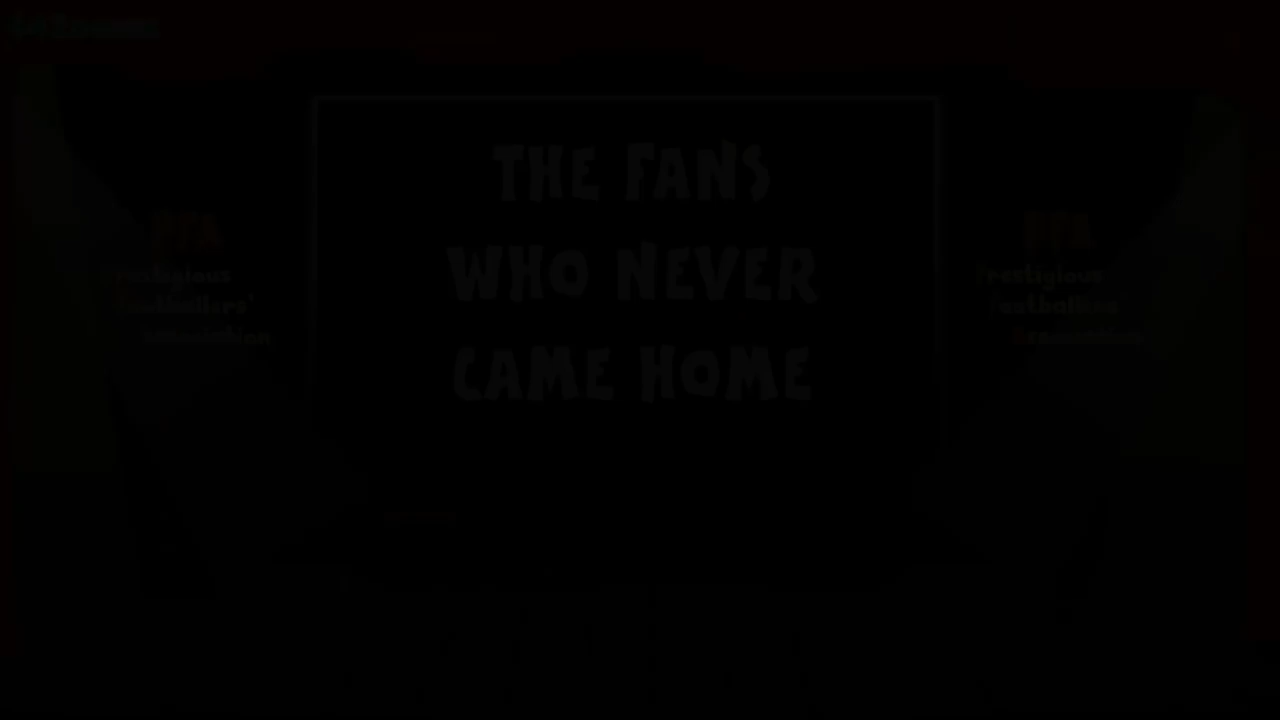 THE FANS
WHO NEVER
CAME HOME
PFA
Prestigious
Footballers'
Association
PFA
Prestigious
Footballers'
Association